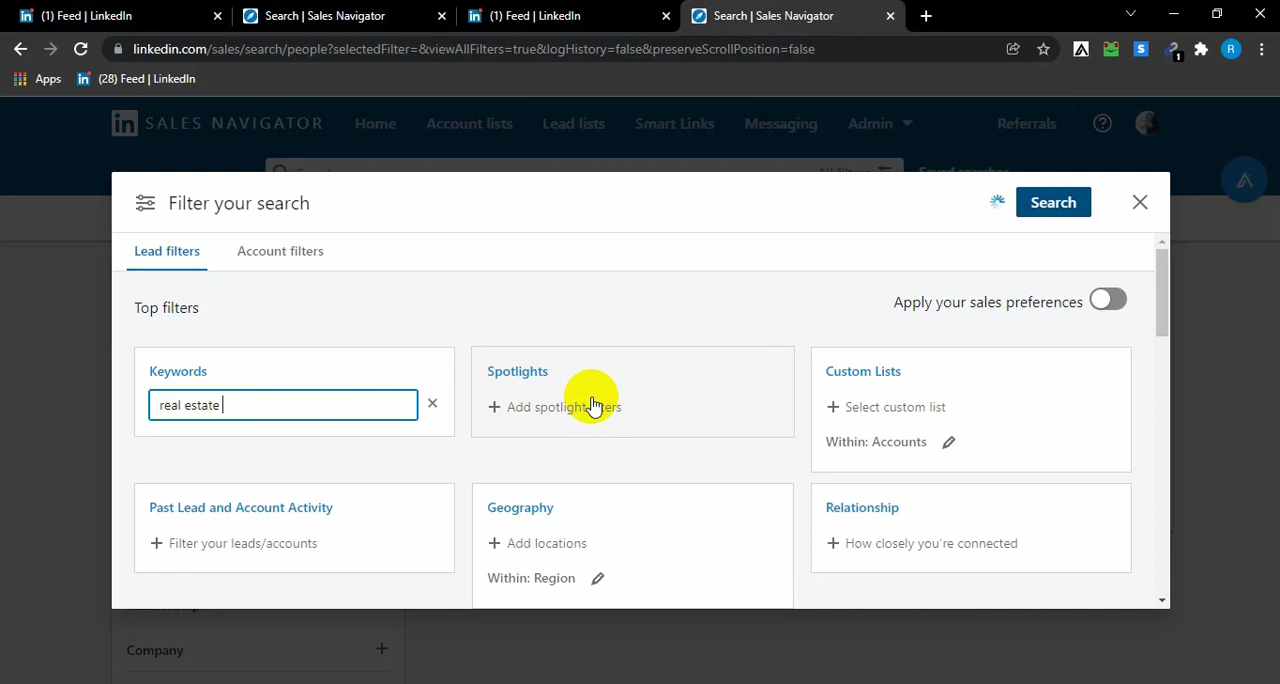 (1) Feed | LinkedIn
Search | Sales Navigator
(1) Feed | LinkedIn
Search | Sales Navigator
linkedin.com/sales/search/people?selectedFilter=&viewAllFilters=true&logHistory=false&preserveScrollPosition=false
1
R
Apps
(28) Feed | LinkedIn
in SALES NAVIGATOR
Home
Account lists
Lead lists
Smart Links
Messaging
Admin
Referrals
Filter your search
Search
Lead filters
Account filters
Top filters
Apply your sales preferences
Keywords
real estate
Spotlights
+ Add spotlight filters
Custom Lists
+ Select custom list
Within: Accounts
Past Lead and Account Activity
+ Filter your leads/accounts
Geography
+ Add locations
Within: Region
Relationship
+ How closely you're connected
Company +